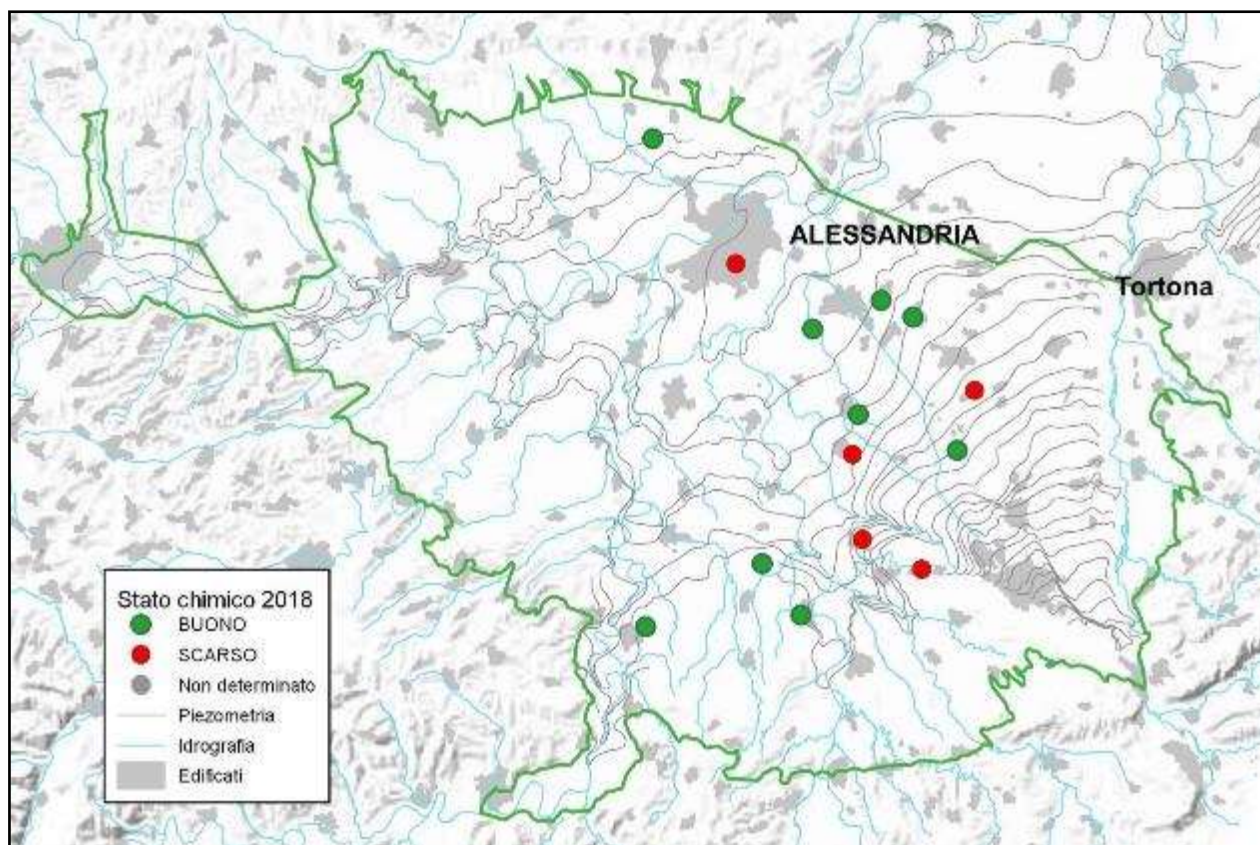 ALESSANDRIA
Tortona
Stato chimico 2018
BUONO
SCARSO
Non determinato
Piezometria
Idrografia
Edificati